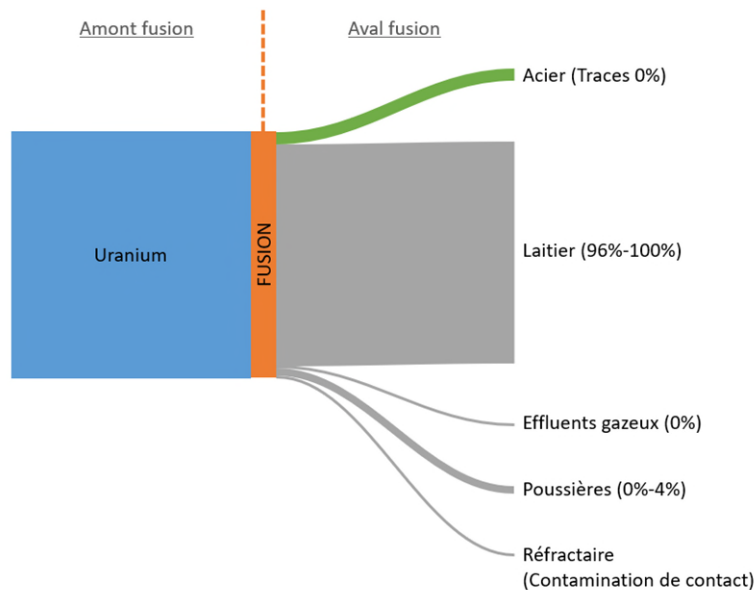 Amont fusion
Aval fusion
Acier (Traces 0%)
Uranium
FUSION
Laitier (96%-100%)
Effluents gazeux (0%)
Poussières (0%-4%)
Réfractaire
(Contamination de contact)